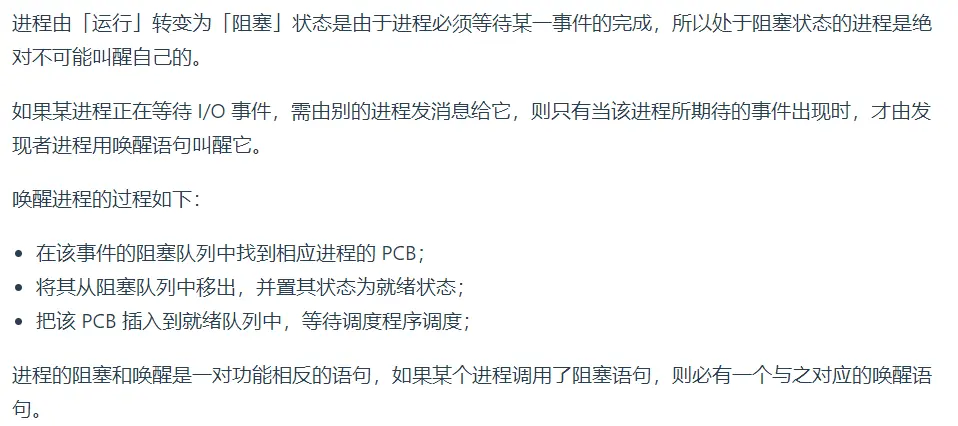 进程由「运行」转变为「阻塞」状态是由于进程必须等待某一事件的完成，所以处于阻塞状态的进程是绝
对不可能叫醒自己的。
如果某进程正在等待 I/O 事件，需由别的进程发消息给它，则只有当该进程所期待的事件出现时，才由发
现者进程用唤醒语句叫醒它。
唤醒进程的过程如下：
• 在该事件的阻塞队列中找到相应进程的 PCB；
• 将其从阻塞队列中移出，并置其状态为就绪状态；
• 把该 PCB 插入到就绪队列中，等待调度程序调度；
进程的阻塞和唤醒是一对功能相反的语句，如果某个进程调用了阻塞语句，则必有一个与之对应的唤醒语
句。